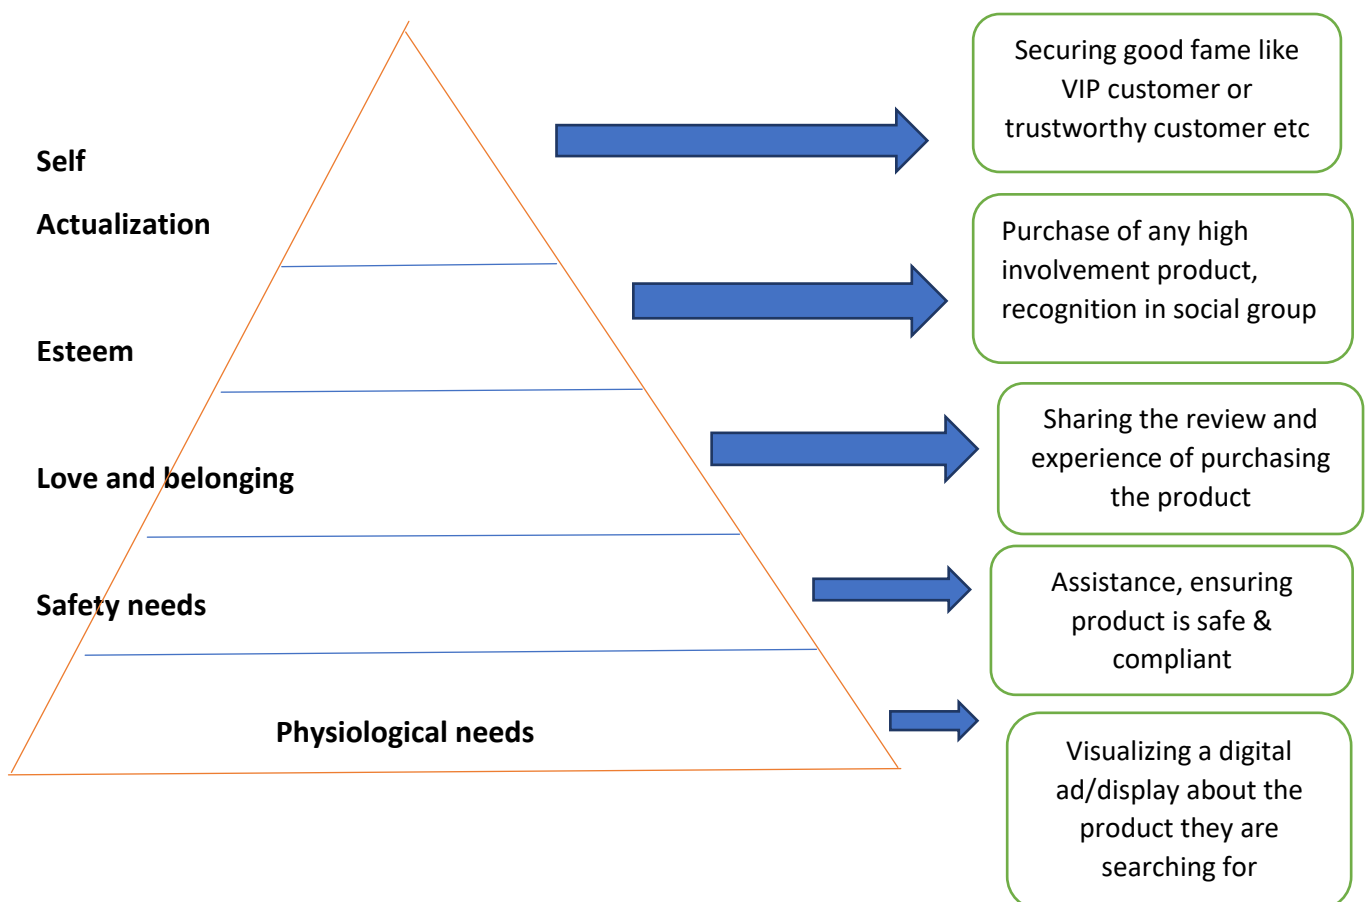 Self
Actualization
Esteem
Love and belonging
Safety needs
Physiological needs
Securing good fame like
VIP customer or
trustworthy customer etc
Purchase of any high
involvement product,
recognition in social group
Sharing the review and
experience of purchasing
the product
Assistance, ensuring
product is safe &
compliant
Visualizing a digital
ad/display about the
product they are
searching for